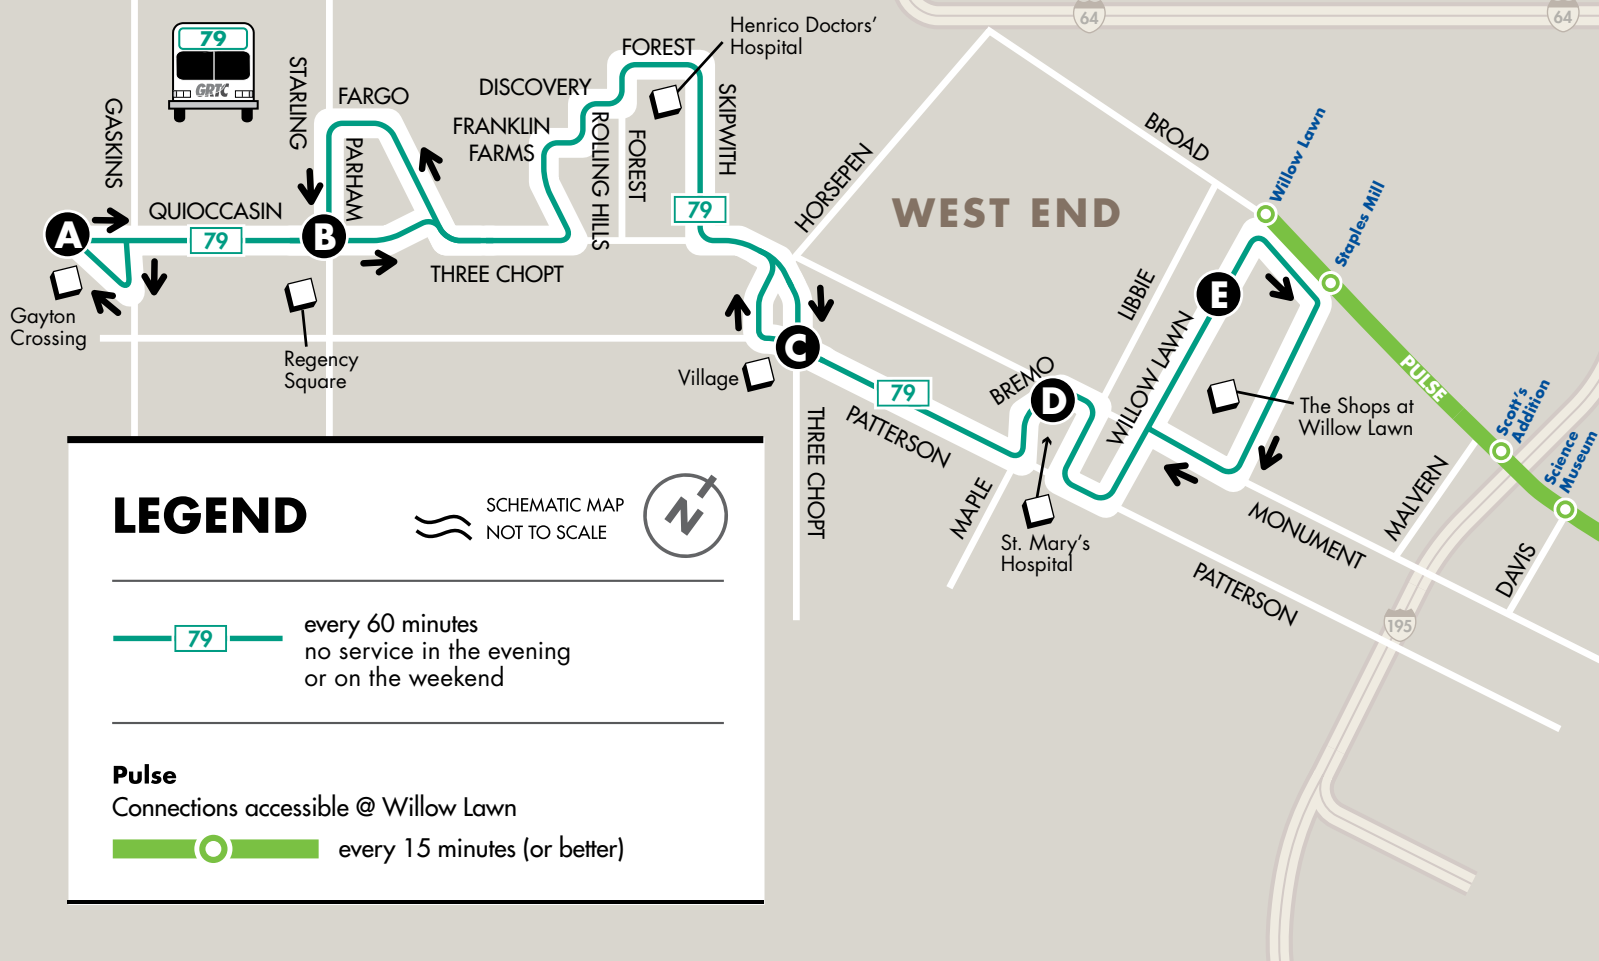 64
64
79
GRTC
Henrico Doctors’
Hospital
FOREST
DISCOVERY
FARGO
FRANKLIN
FARMS
STARLING
GASKINS
PARHAM
ROLLING HILLS
FOREST
SKIPWITH
HORSEPEN
BROAD
Willow Lawn
Staples Mill
WEST END
QUIOCCASIN
79
79
A
B
THREE CHOPT
Gayton
Crossing
Regency
Square
LIBBIE
E
C
Village
79
PATTERSON
THREE CHOPT
BREMO
D
WILLOW LAWN
PULSE
The Shops at
Willow Lawn
Scott’s
Addition
Science
Museum
MALVERN
MONUMENT
DAVIS
MAPLE
St. Mary’s
Hospital
PATTERSON
195
LEGEND
SCHEMATIC MAP
NOT TO SCALE
N
79
every 60 minutes
no service in the evening
or on the weekend
Pulse
Connections accessible @ Willow Lawn
every 15 minutes (or better)